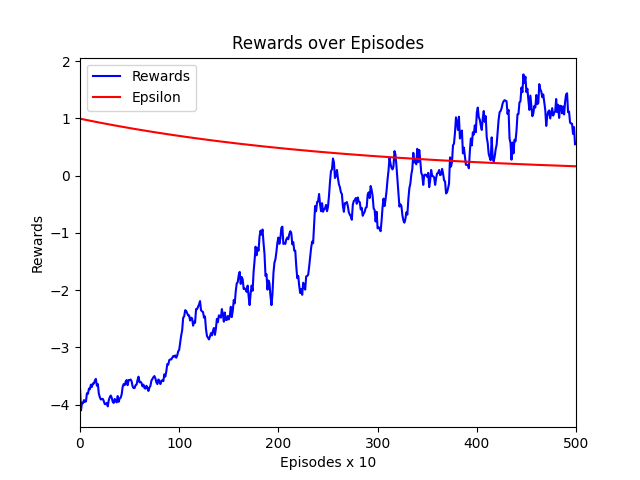 Rewards over Episodes
Rewards
Epsilon
2
1
0
−1
−2
−3
−4
Rewards
0 100 200 300 400 500
Episodes x 10